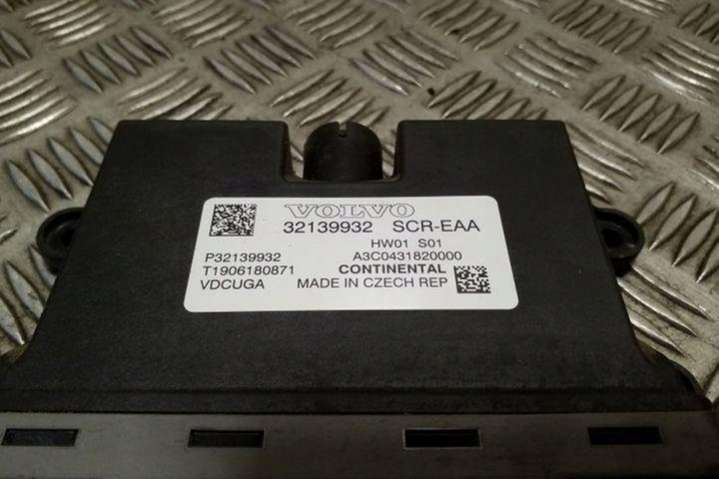 VOLVO
32139932 SCR-EAA
HW01 S01
P32139932 A3C0431820000
T1906180871 CONTINENTAL
VDCUGA MADE IN CZECH REP